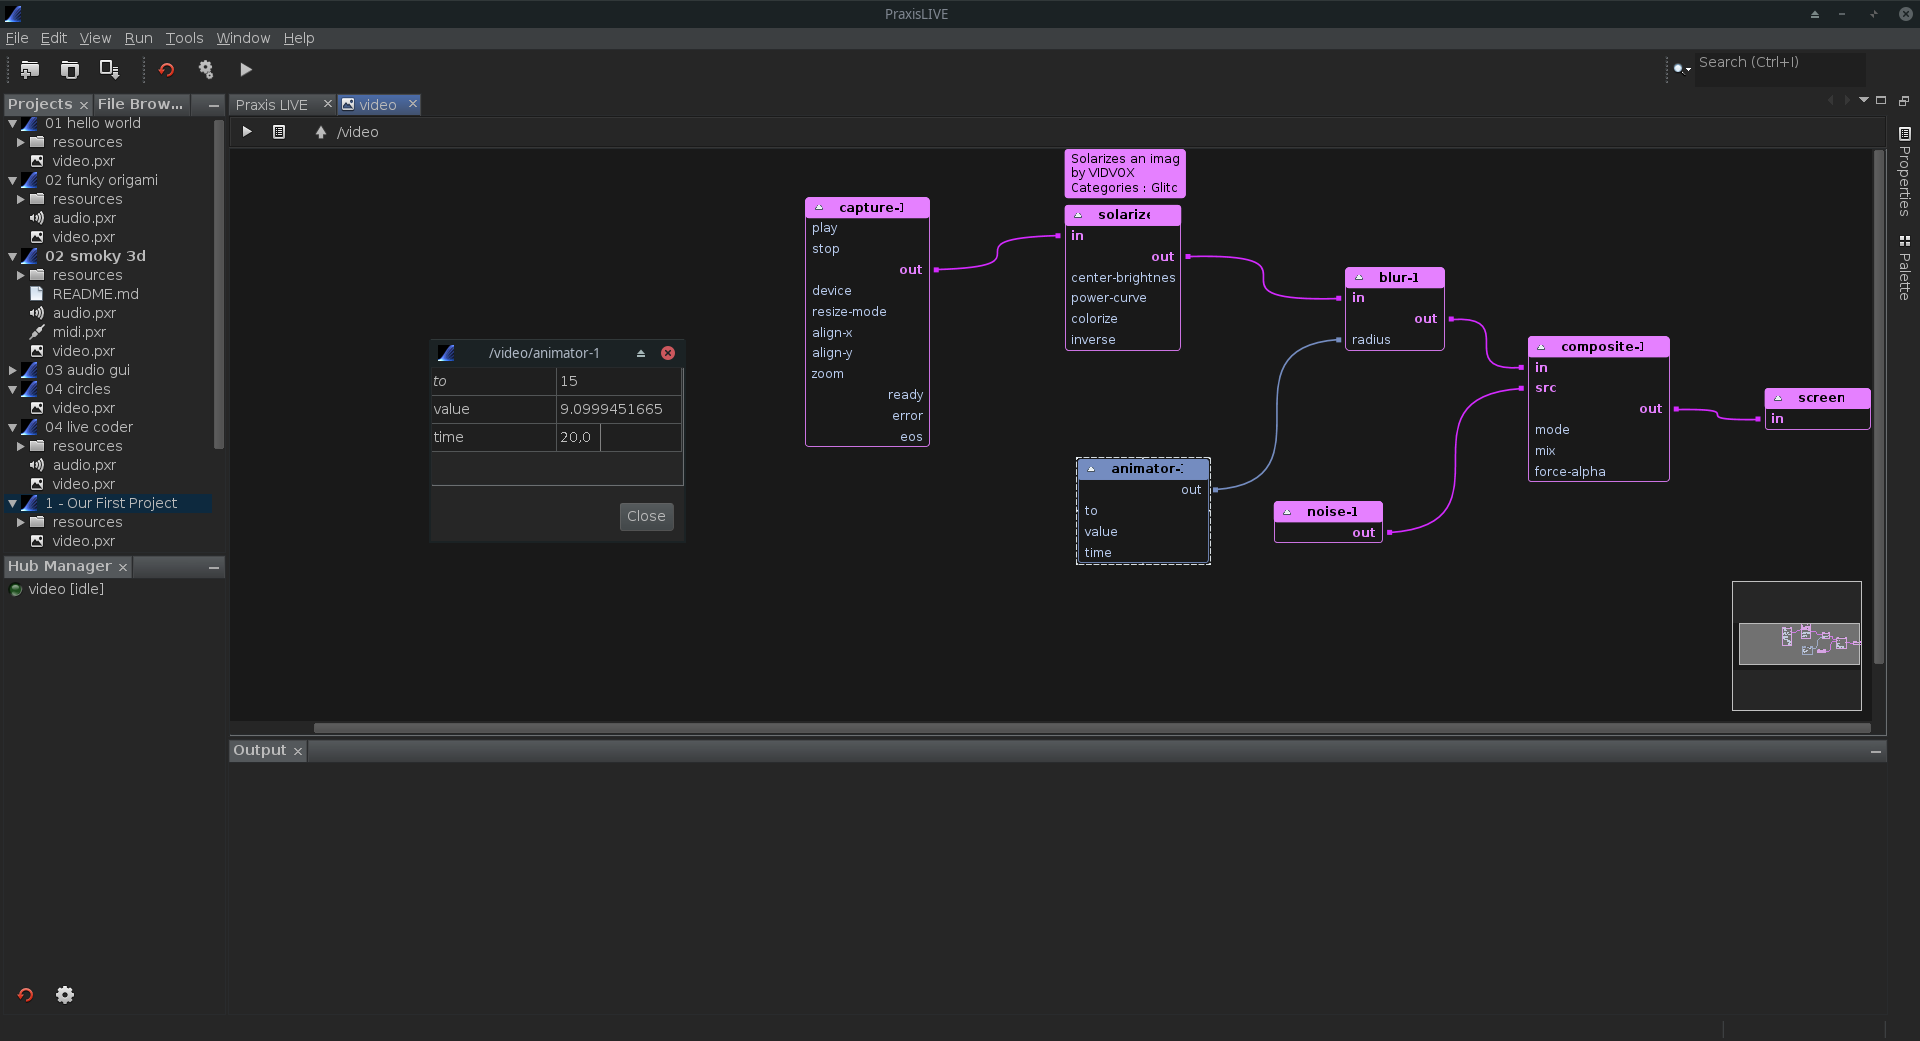 PraxisLIVE
File Edit View Run Tools Window Help
Search (Ctrl+I)
Projects File Brow...
01 hello world
resources
video.pxr
02 funky origami
resources
audio.pxr
video.pxr
02 smoky 3d
resources
README.md
audio.pxr
midi.pxr
video.pxr
03 audio gui
04 circles
video.pxr
04 live coder
resources
audio.pxr
video.pxr
1 - Our First Project
resources
video.pxr
Hub Manager
video [idle]
Praxis LIVE video
/video
/video/animator-1
to 15
value 9.0999451665
time 20,0
Close
capture-1
play
stop
out
device
resize-mode
align-x
align-y
zoom
ready
error
eos
Solarizes an imag
by VIDVOX
Categories : Glitc
solarize
in
out
center-brightnes
power-curve
colorize
inverse
animator-1
out
to
value
time
blur-1
in
out
radius
noise-1
out
composite-1
in
src
out
mode
mix
force-alpha
screen
in
Output
Properties
Palette